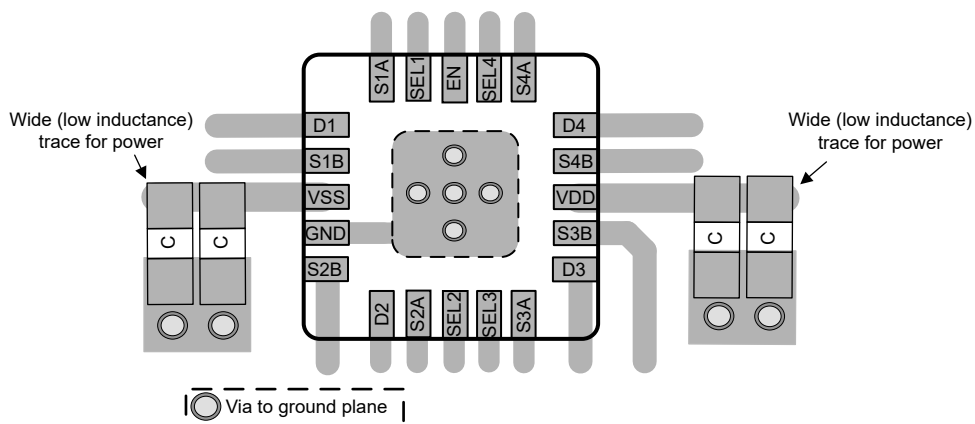 S1A
SEL1
EN
SEL4
S4A
Wide (low inductance)
trace for power
Wide (low inductance)
trace for power
D1
S1B
VSS
GND
S2B
D4
S4B
VDD
S3B
D3
C
C
C
C
D2
S2A
SEL2
SEL3
S3A
Via to ground plane